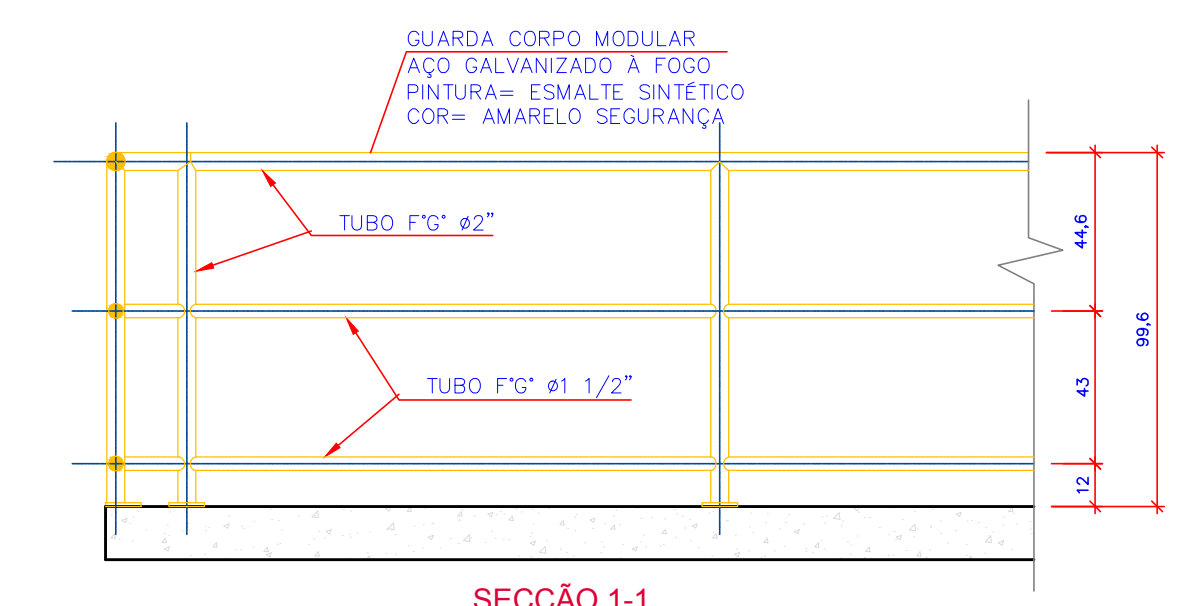 GUARDA CORPO MODULAR
AÇO GALVANIZADO À FOGO
PINTURA= ESMALTE SINTÉTICO
COR= AMARELO SEGURANÇA
TUBO F°G° ø2”
44,6
99,6
TUBO F°G° ø1 1/2”
43
12
SECÇÃO 1-1